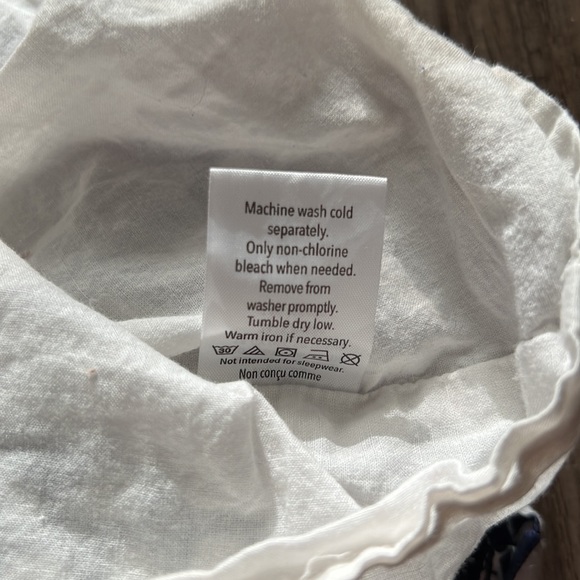 Machine wash cold
separately.
Only non-chlorine
bleach when needed.
Remove from
washer promptly.
Tumble dry low.
Warm iron if necessary.
30
Not intended for sleepwear.
Non conçu comme